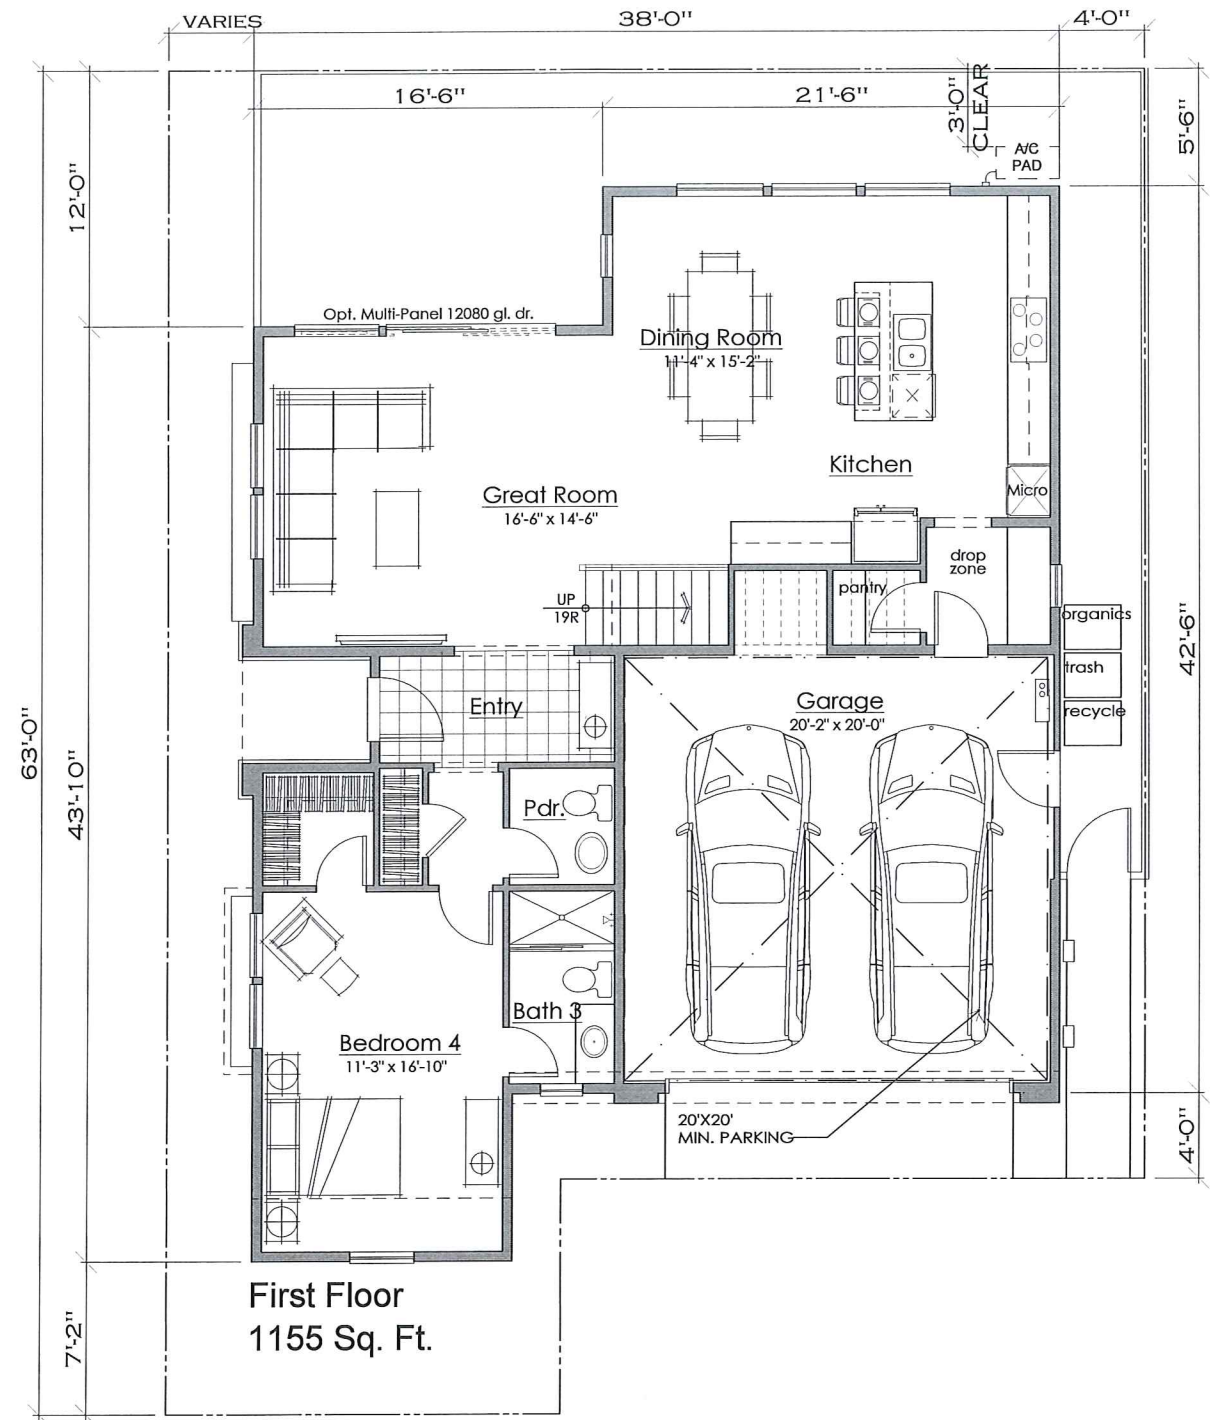 VARIES
38'-0"
4'-0"
16'-6"
21'-6"
3'-0"
CLEAR
A/C
PAD
5'-6"
12'-0"
Opt. Multi-Panel 12080 gl. dr.
Dining Room
11'-4" x 15'-2"
Kitchen
Micro
Great Room
16'-6" x 14'-6"
drop
zone
pantry
UP
19R
organics
trash
recycle
42'-6"
Entry
Garage
20'-2" x 20'-0"
63'-0"
43'-10"
Pdr.
Bath 3
Bedroom 4
11'-3" x 16'-10"
20'X20'
MIN. PARKING
4'-0"
7'-2"
First Floor
1155 Sq. Ft.